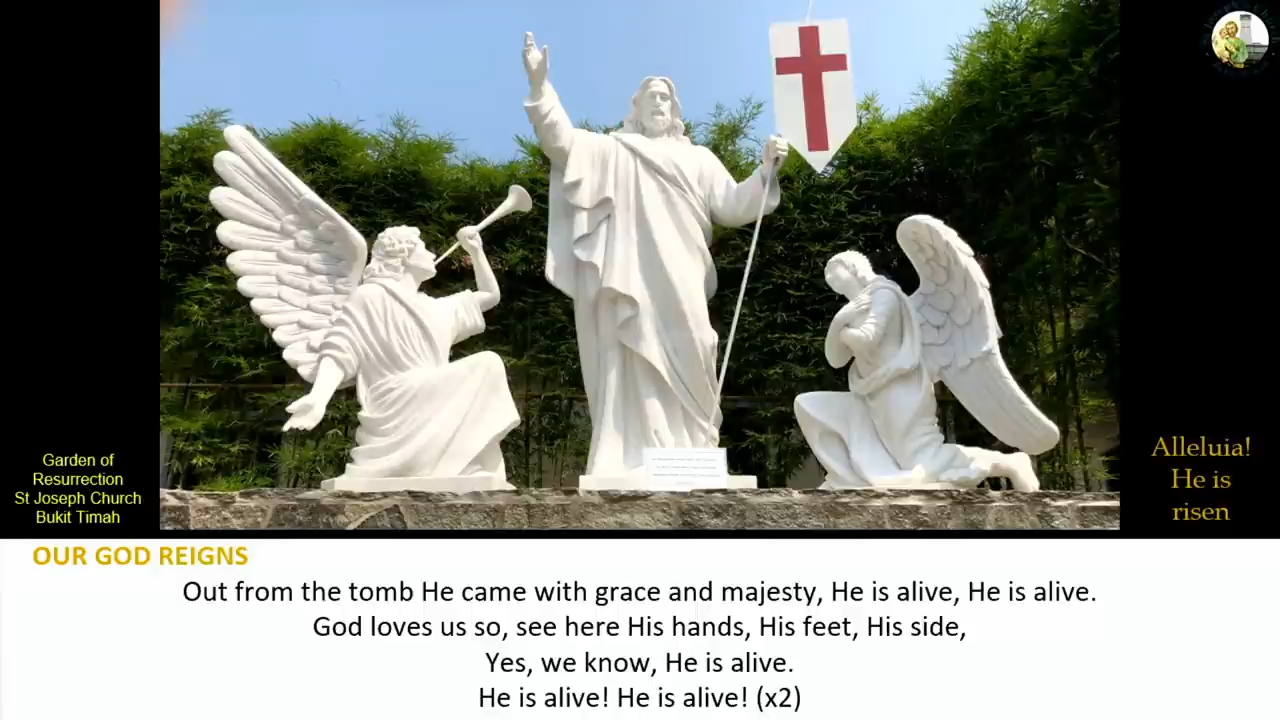 Garden of
Resurrection
St Joseph Church
Bukit Timah
Alleluia!
He is
risen
OUR GOD REIGNS
Out from the tomb He came with grace and majesty, He is alive, He is alive.
God loves us so, see here His hands, His feet, His side,
Yes, we know, He is alive.
He is alive! He is alive! (x2)